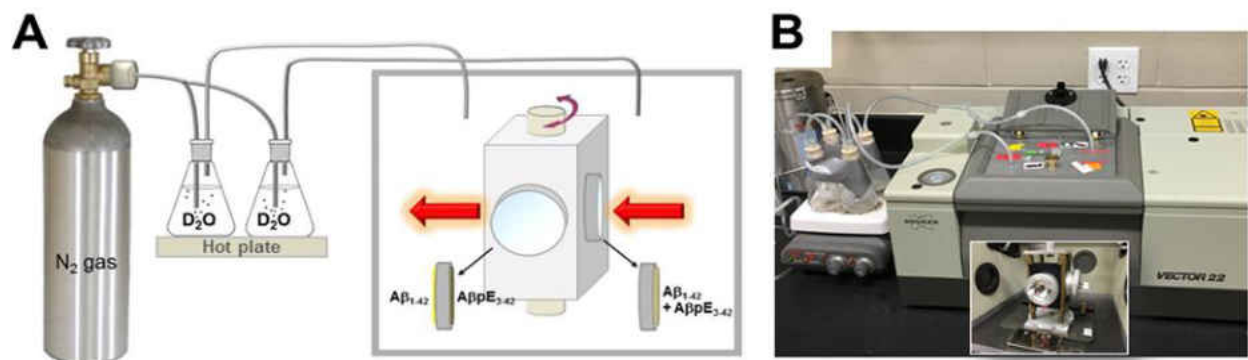 A
N₂ gas
D₂O
D₂O
Hot plate
Aβ₁₋₄₂
AβpE₃₋₄₂
Aβ₁₋₄₂
+ AβpE₃₋₄₂
B
BRUKER
VECTOR 22